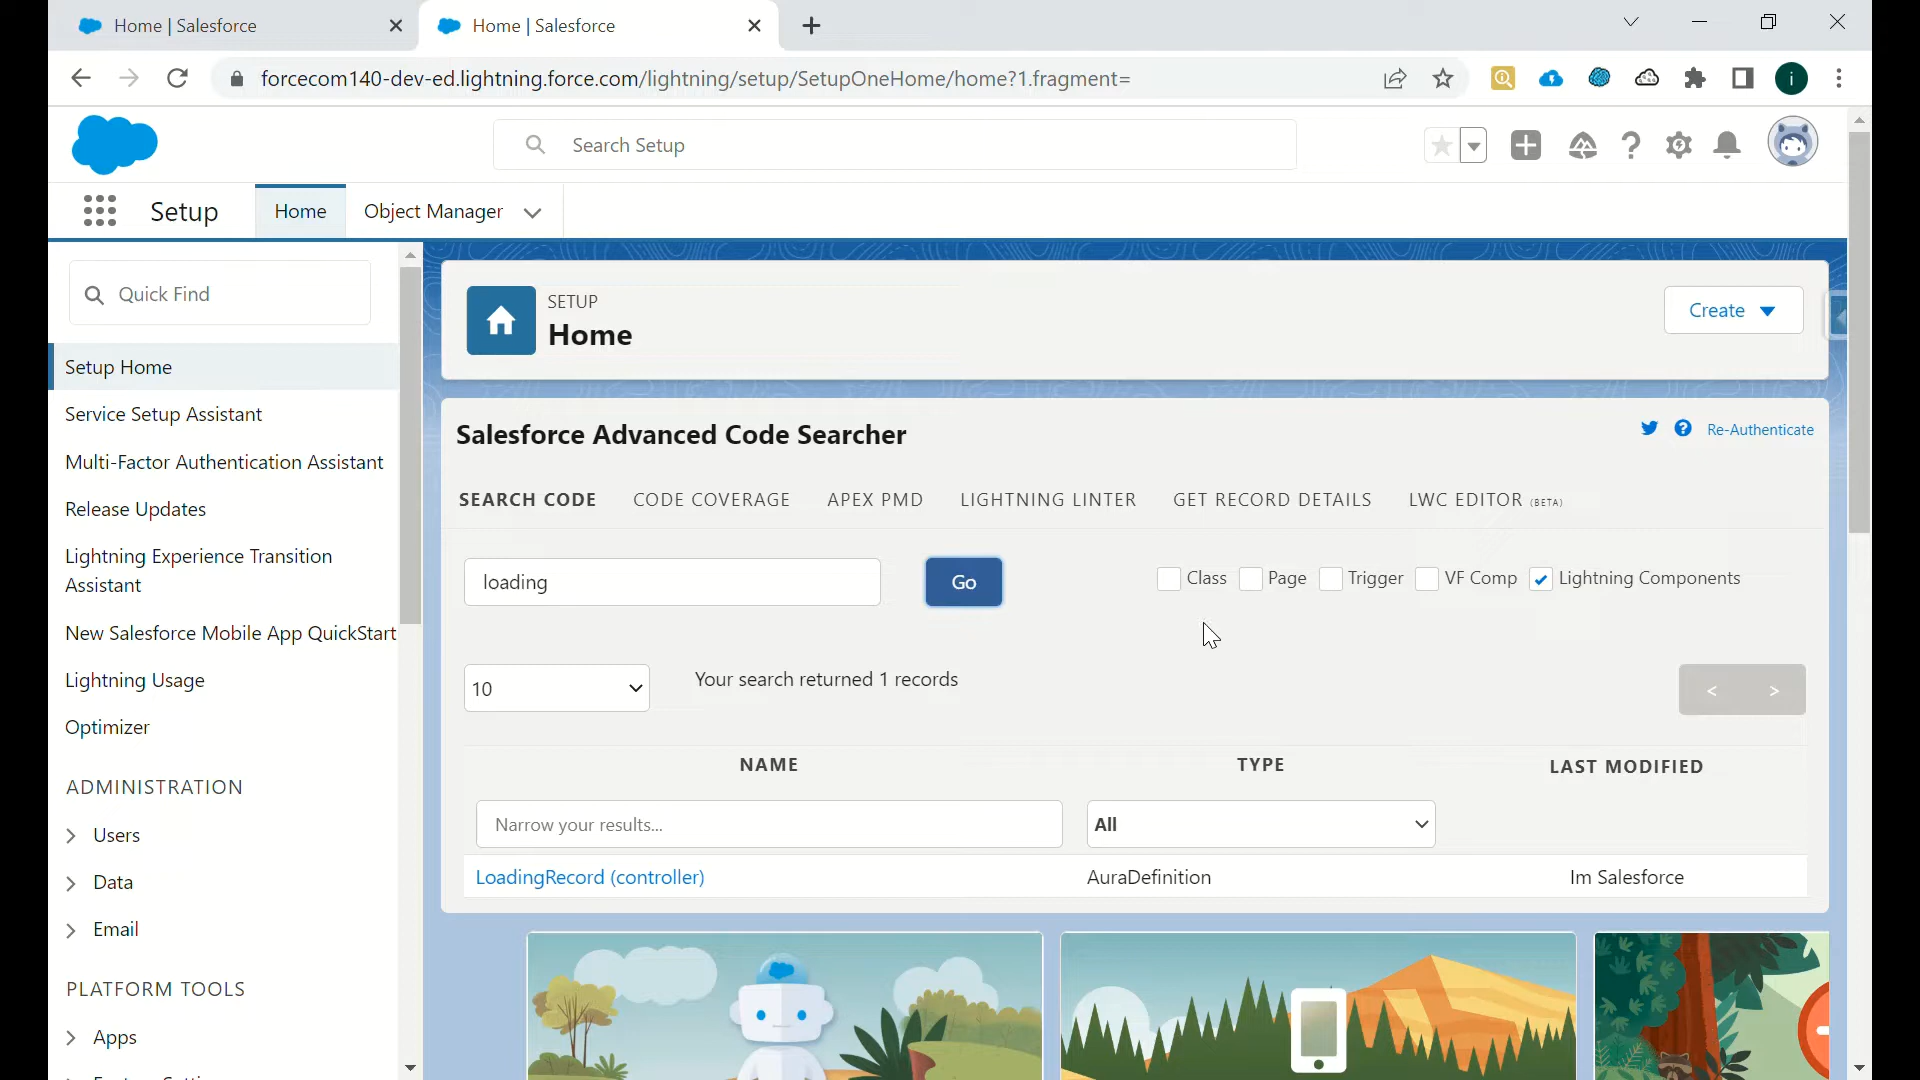 Home | Salesforce
Home | Salesforce
forcecom140-dev-ed.lightning.force.com/lightning/setup/SetupOneHome/home?1.fragment=
i
Search Setup
Setup
Home
Object Manager
Quick Find
Setup Home
Service Setup Assistant
Multi-Factor Authentication Assistant
Release Updates
Lightning Experience Transition
Assistant
New Salesforce Mobile App QuickStart
Lightning Usage
Optimizer
ADMINISTRATION
Users
Data
Email
PLATFORM TOOLS
Apps
SETUP
Home
Create
Salesforce Advanced Code Searcher
Re-Authenticate
SEARCH CODE CODE COVERAGE APEX PMD LIGHTNING LINTER GET RECORD DETAILS LWC EDITOR (BETA)
loading
Go
Class Page Trigger VF Comp Lightning Components
10
Your search returned 1 records
< >
NAME TYPE LAST MODIFIED
Narrow your results...
All
LoadingRecord (controller) AuraDefinition Im Salesforce